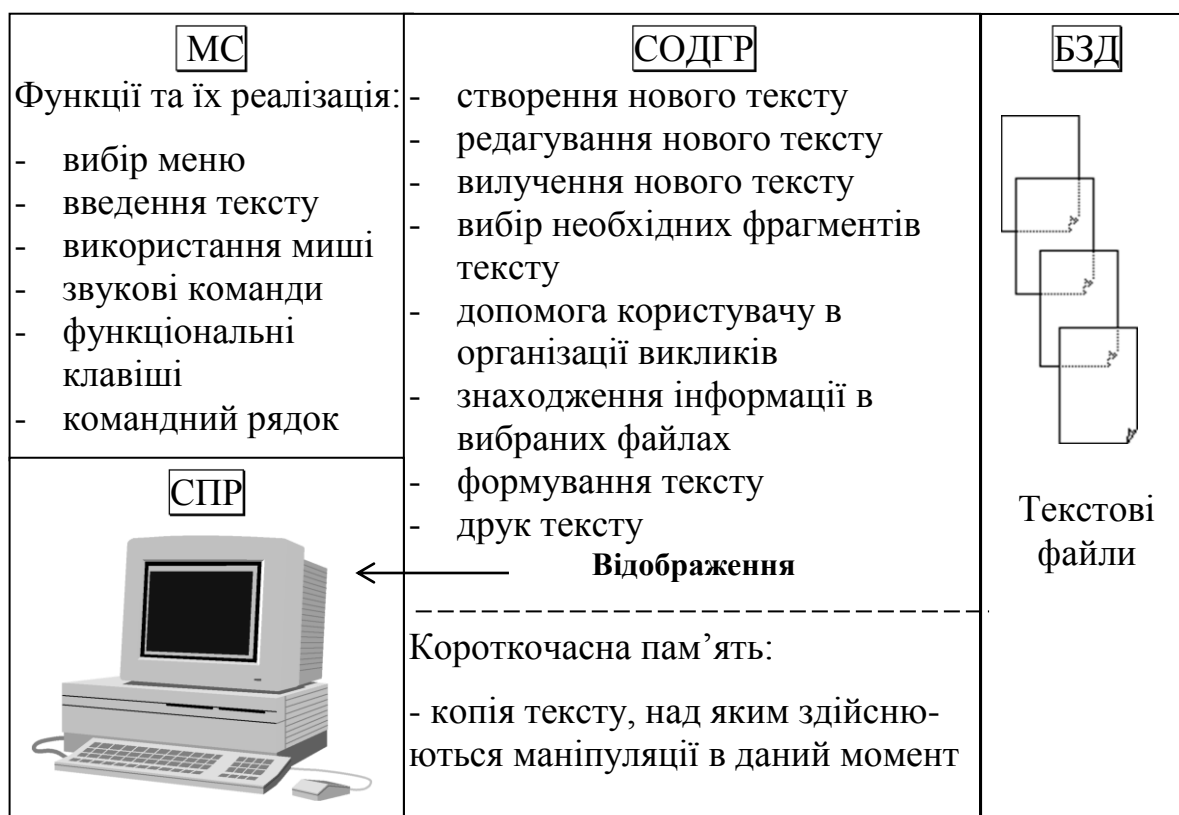 МС
Функції та їх реалізація:
- вибір меню
- введення тексту
- використання миші
- звукові команди
- функціональні
клавіші
- командний рядок
СПР
СОДГР
- створення нового тексту
- редагування нового тексту
- вилучення нового тексту
- вибір необхідних фрагментів
тексту
- допомога користувачу в
організації викликів
- знаходження інформації в
вибраних файлах
- формування тексту
- друк тексту
Відображення
Короткочасна пам’ять:
- копія тексту, над яким здійсню-
ються маніпуляції в даний момент
БЗД
Текстові
файли